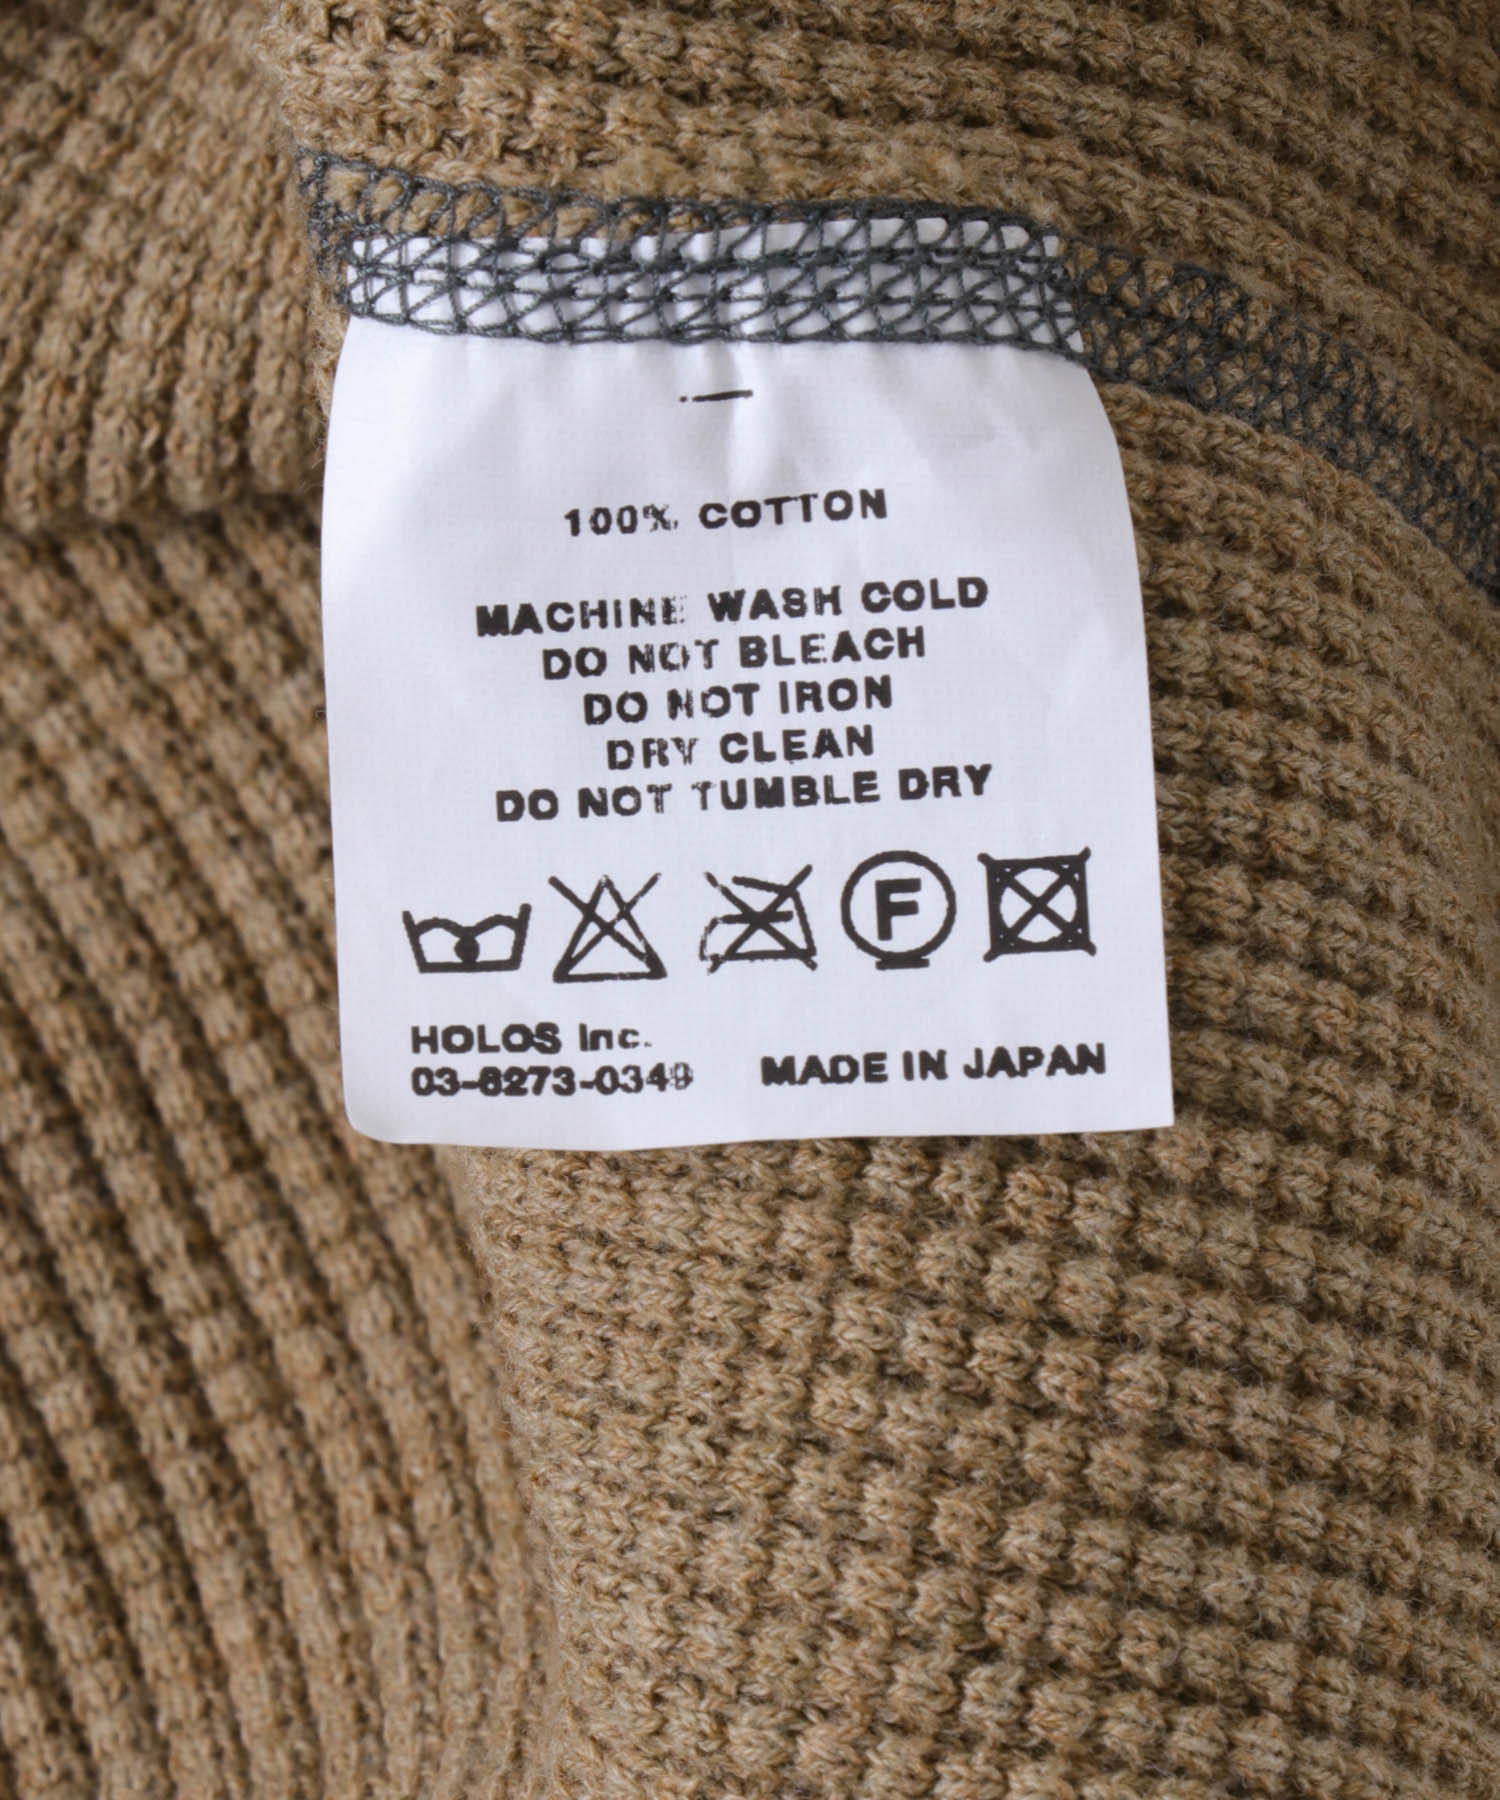 100% COTTON
MACHINE WASH COLD
DO NOT BLEACH
DO NOT IRON
DRY CLEAN
DO NOT TUMBLE DRY
F
HOLOS Inc.
03-6273-0349
MADE IN JAPAN